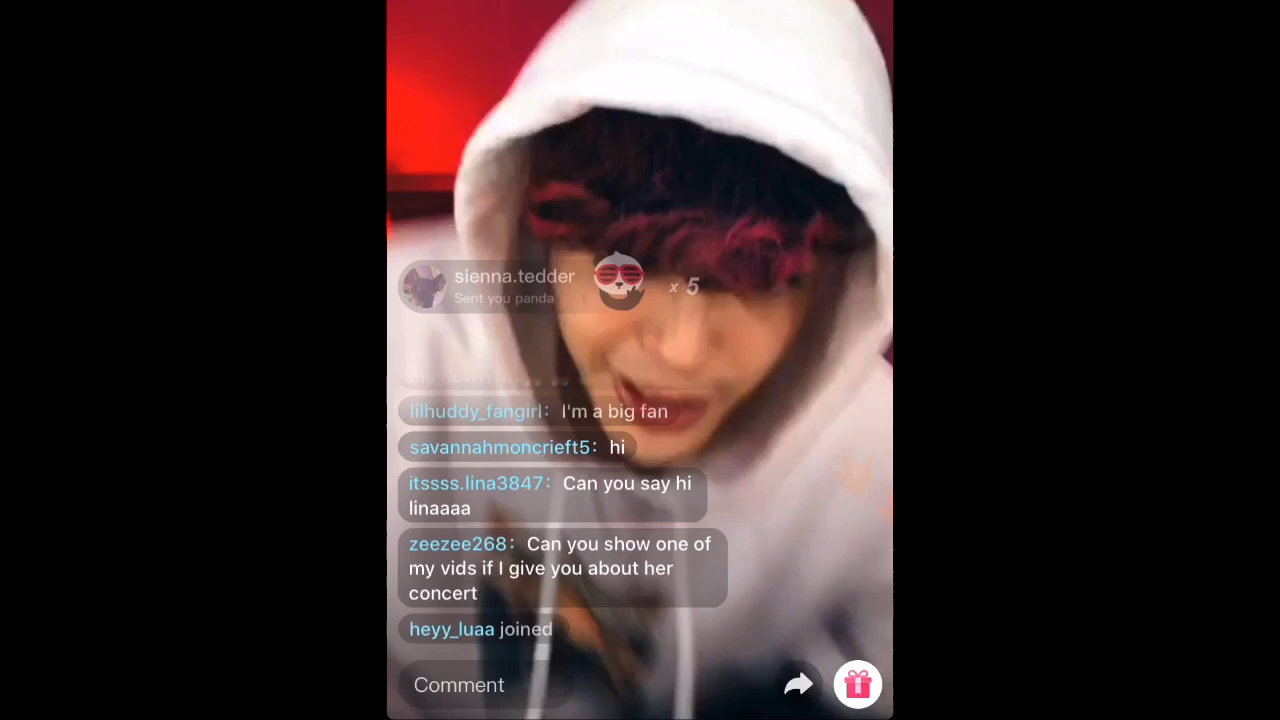 sienna.tedder
Sent you panda
x 5
lilhuddy_fangirl: I'm a big fan
savannahmoncrieft5: hi
itssss.lina3847: Can you say hi
linaaaa
zeezee268: Can you show one of
my vids if I give you about her
concert
heyy_luaa joined
Comment